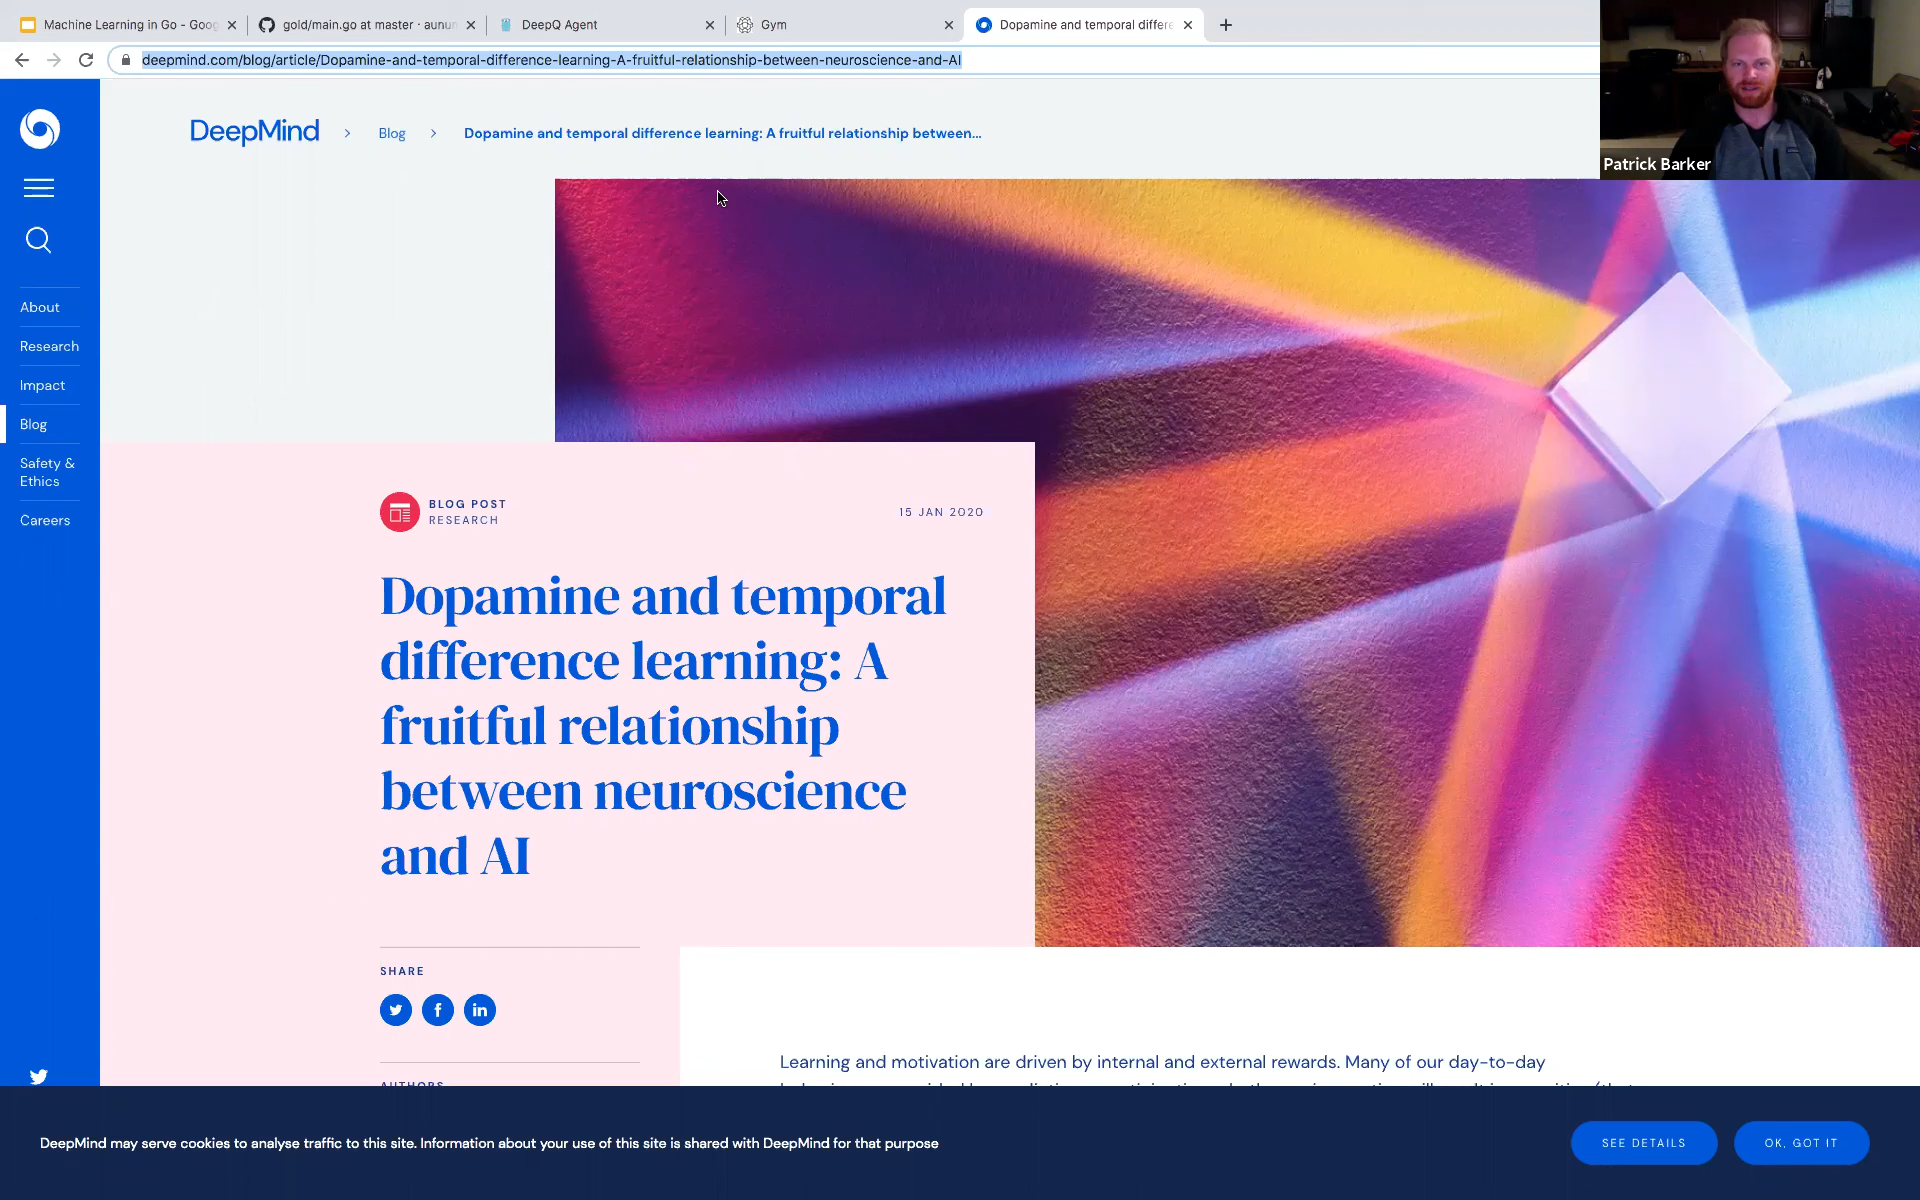 Machine Learning in Go - Goog
gold/main.go at master · aunum
DeepQ Agent
Gym
Dopamine and temporal differe
deepmind.com/blog/article/Dopamine-and-temporal-difference-learning-A-fruitful-relationship-between-neuroscience-and-AI
Patrick Barker
DeepMind > Blog > Dopamine and temporal difference learning: A fruitful relationship between...
About
Research
Impact
Blog
Safety &
Ethics
Careers
BLOG POST
RESEARCH
15 JAN 2020
Dopamine and temporal
difference learning: A
fruitful relationship
between neuroscience
and AI
SHARE
Learning and motivation are driven by internal and external rewards. Many of our day-to-day
AUTHORS
DeepMind may serve cookies to analyse traffic to this site. Information about your use of this site is shared with DeepMind for that purpose
SEE DETAILS
OK, GOT IT